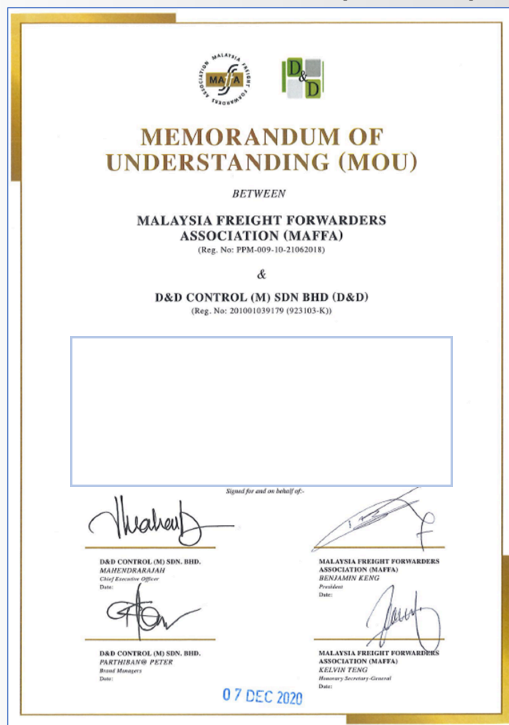 MALAYSIA FREIGHT FORWARDERS ASSOCIATION
MAffA
D&D
MEMORANDUM OF
UNDERSTANDING (MOU)
BETWEEN
MALAYSIA FREIGHT FORWARDERS
ASSOCIATION (MAFFA)
(Reg. No: PPM-009-10-21062018)
&
D&D CONTROL (M) SDN BHD (D&D)
(Reg. No: 201001039179 (923103-K))
Signed for and on behalf of:-
D&D CONTROL (M) SDN. BHD.
MAHENDRARAJAH
Chief Executive Officer
Date:
MALAYSIA FREIGHT FORWARDERS
ASSOCIATION (MAFFA)
BENJAMIN KENG
President
Date:
D&D CONTROL (M) SDN. BHD.
PARTHIBAN@ PETER
Brand Managers
Date:
MALAYSIA FREIGHT FORWARDERS
ASSOCIATION (MAFFA)
KELVIN TENG
Honorary Secretary-General
Date:
07 DEC 2020